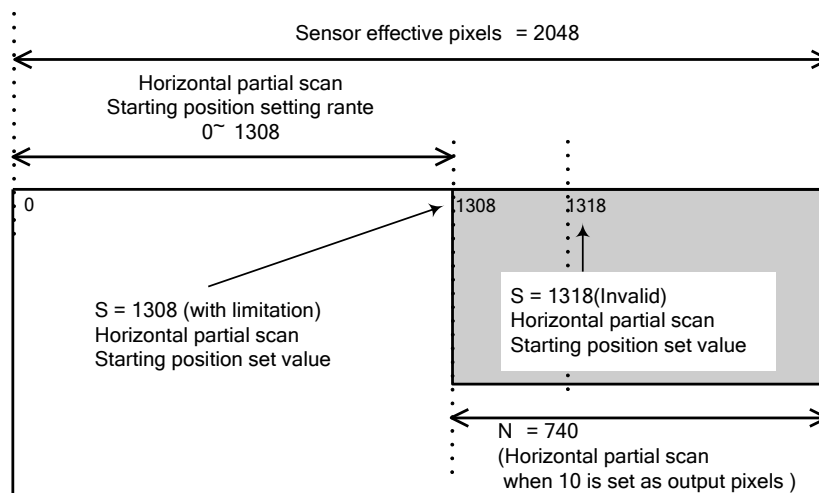 Sensor effective pixels = 2048
Horizontal partial scan
Starting position setting rante
0~ 1308
0
1308
1318
S = 1308 (with limitation)
Horizontal partial scan
Starting position set value
S = 1318(Invalid)
Horizontal partial scan
Starting position set value
N = 740
(Horizontal partial scan
when 10 is set as output pixels )